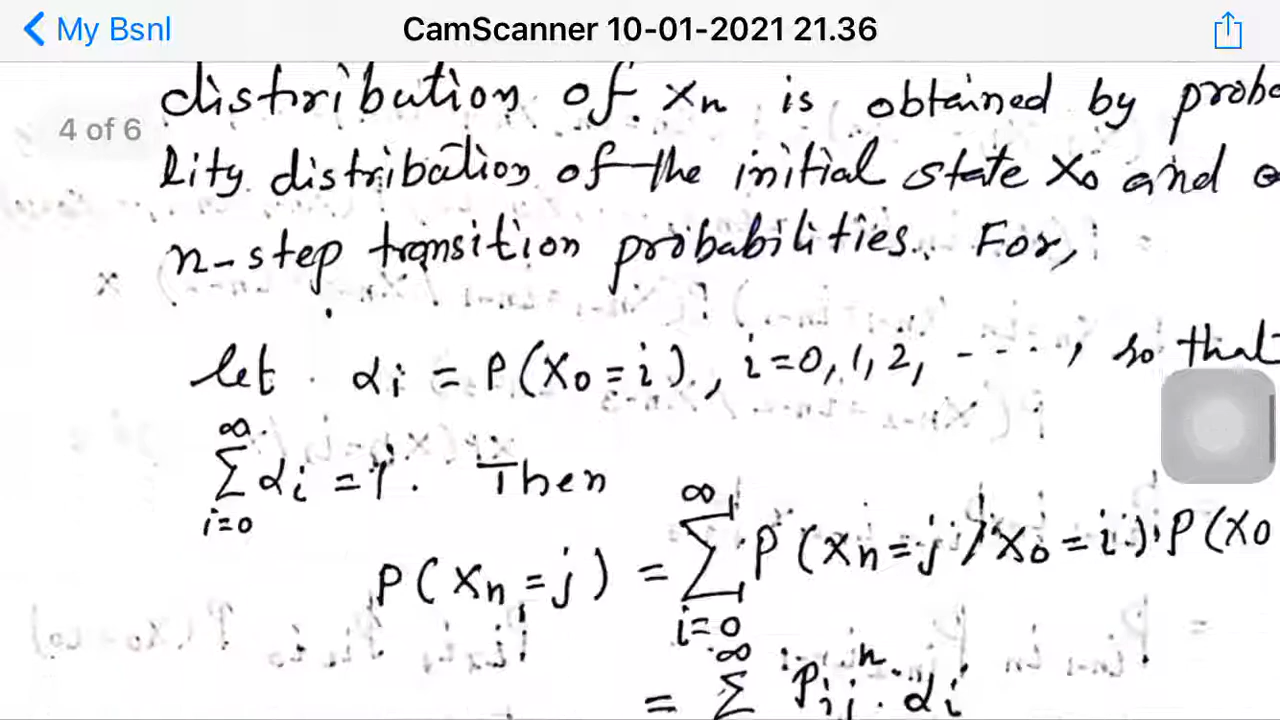 My Bsnl
CamScanner 10-01-2021 21.36
4 of 6
distribution of Xn is obtained by proba
lity distribution of the initial state X0 and
n-step transition probabilities. For,
let αi = P(X0 = i), i = 0, 1, 2, - - - -, so that
∞
∑ αi = 1. Then
i=0
∞
P(Xn = j) = ∑ P(Xn = j / X0 = i) . P(X0
i=0
∞
= ∑ Pij^n . αi